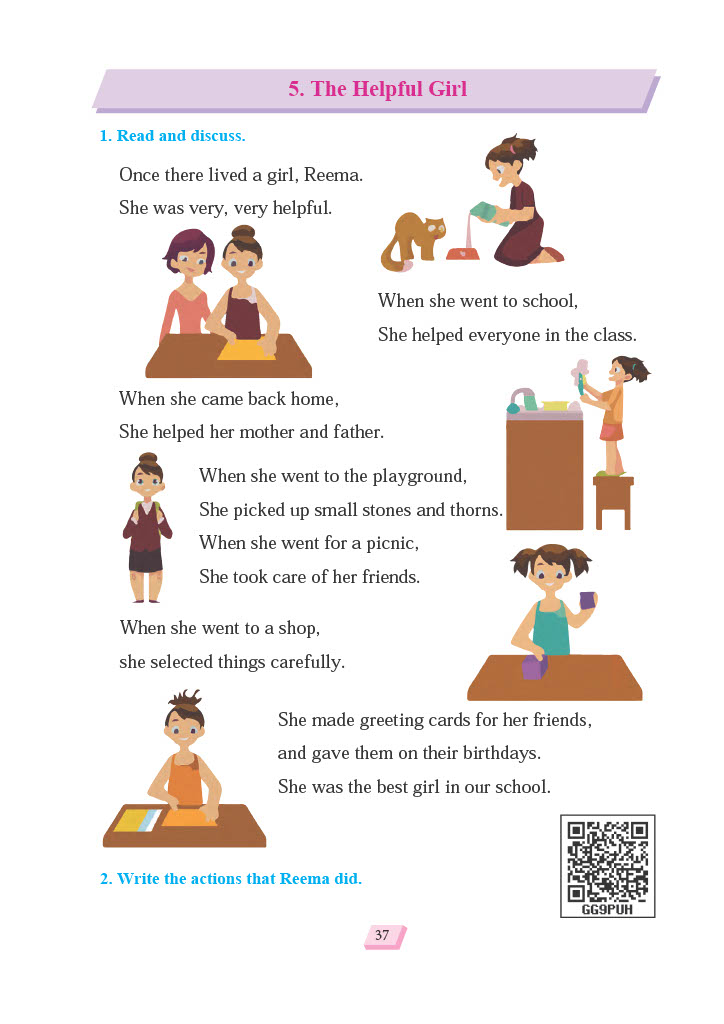 5. The Helpful Girl
1. Read and discuss.
Once there lived a girl, Reema.
She was very, very helpful.
When she went to school,
She helped everyone in the class.
When she came back home,
She helped her mother and father.
When she went to the playground,
She picked up small stones and thorns.
When she went for a picnic,
She took care of her friends.
When she went to a shop,
she selected things carefully.
She made greeting cards for her friends,
and gave them on their birthdays.
She was the best girl in our school.
GG9PUH
2. Write the actions that Reema did.
37